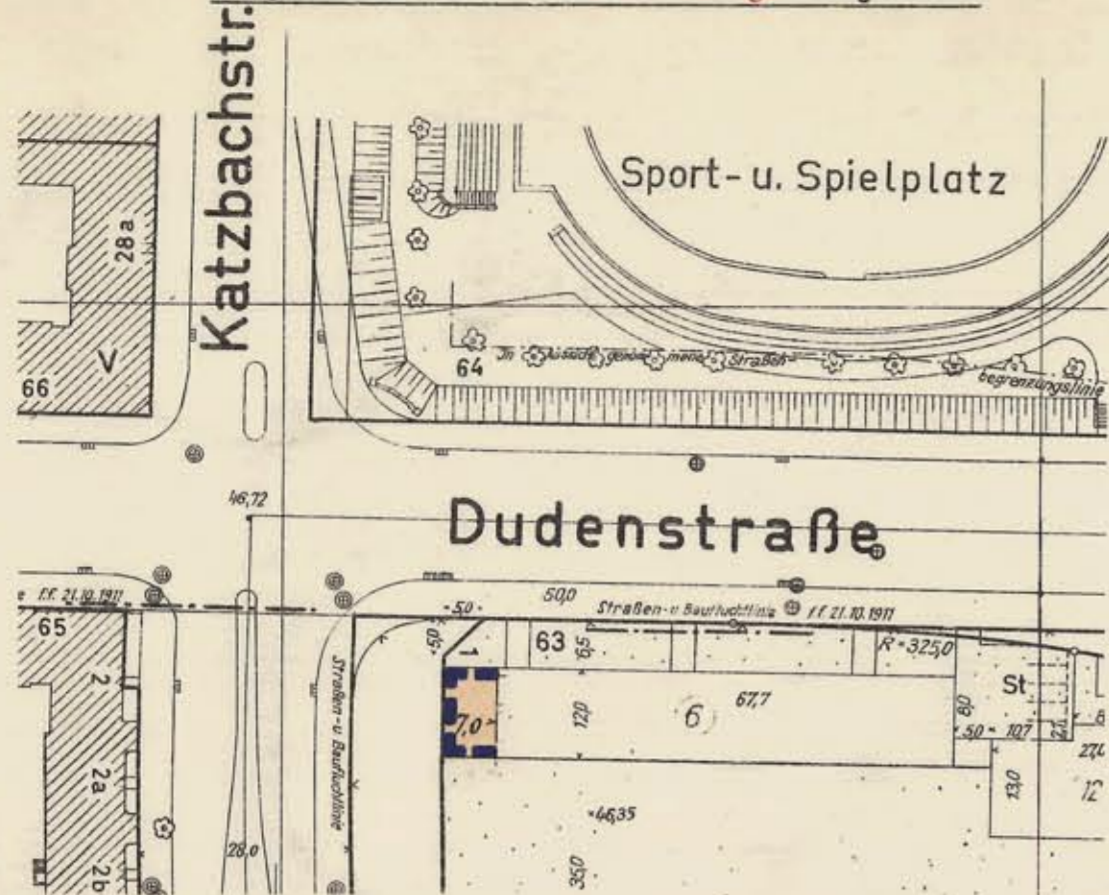 Katzbachstr.
Sport- u. Spielplatz
28a
66
64
In Aussicht genommene Straßen-
begrenzungslinie
46,72
Dudenstraße
f.f. 21.10.1911
65
5,0
50,0
Straßen- u Baufluchtlinie f.f. 21.10.1911
5,0
1
63
6,5
R=325,0
St
2
7,0
12,0
6
67,7
8,0
5,0
10,7
27,0
2a
Straßen- u Baufluchtlinie
46,35
13,0
12
28,0
35,0
2b